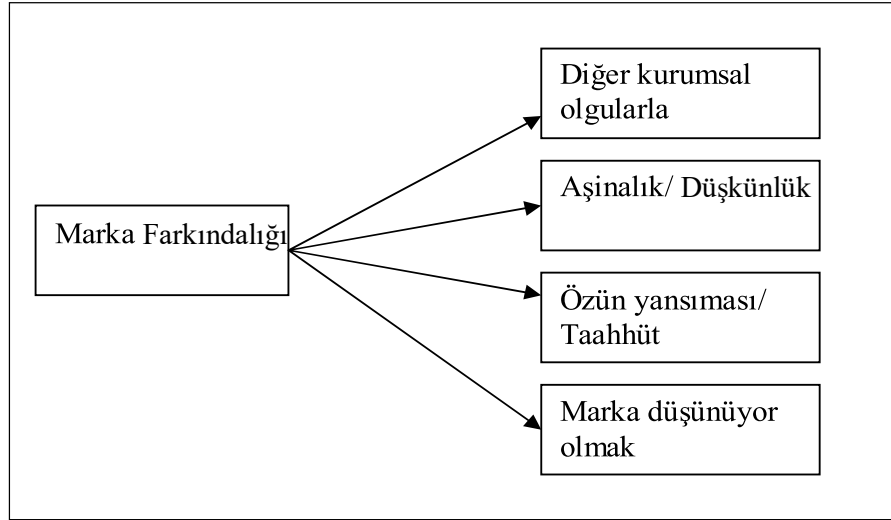 Diğer kurumsal
olgularla
Aşinalık/ Düşkünlük
Marka Farkındalığı
Özün yansıması/
Taahhüt
Marka düşünüyor
olmak